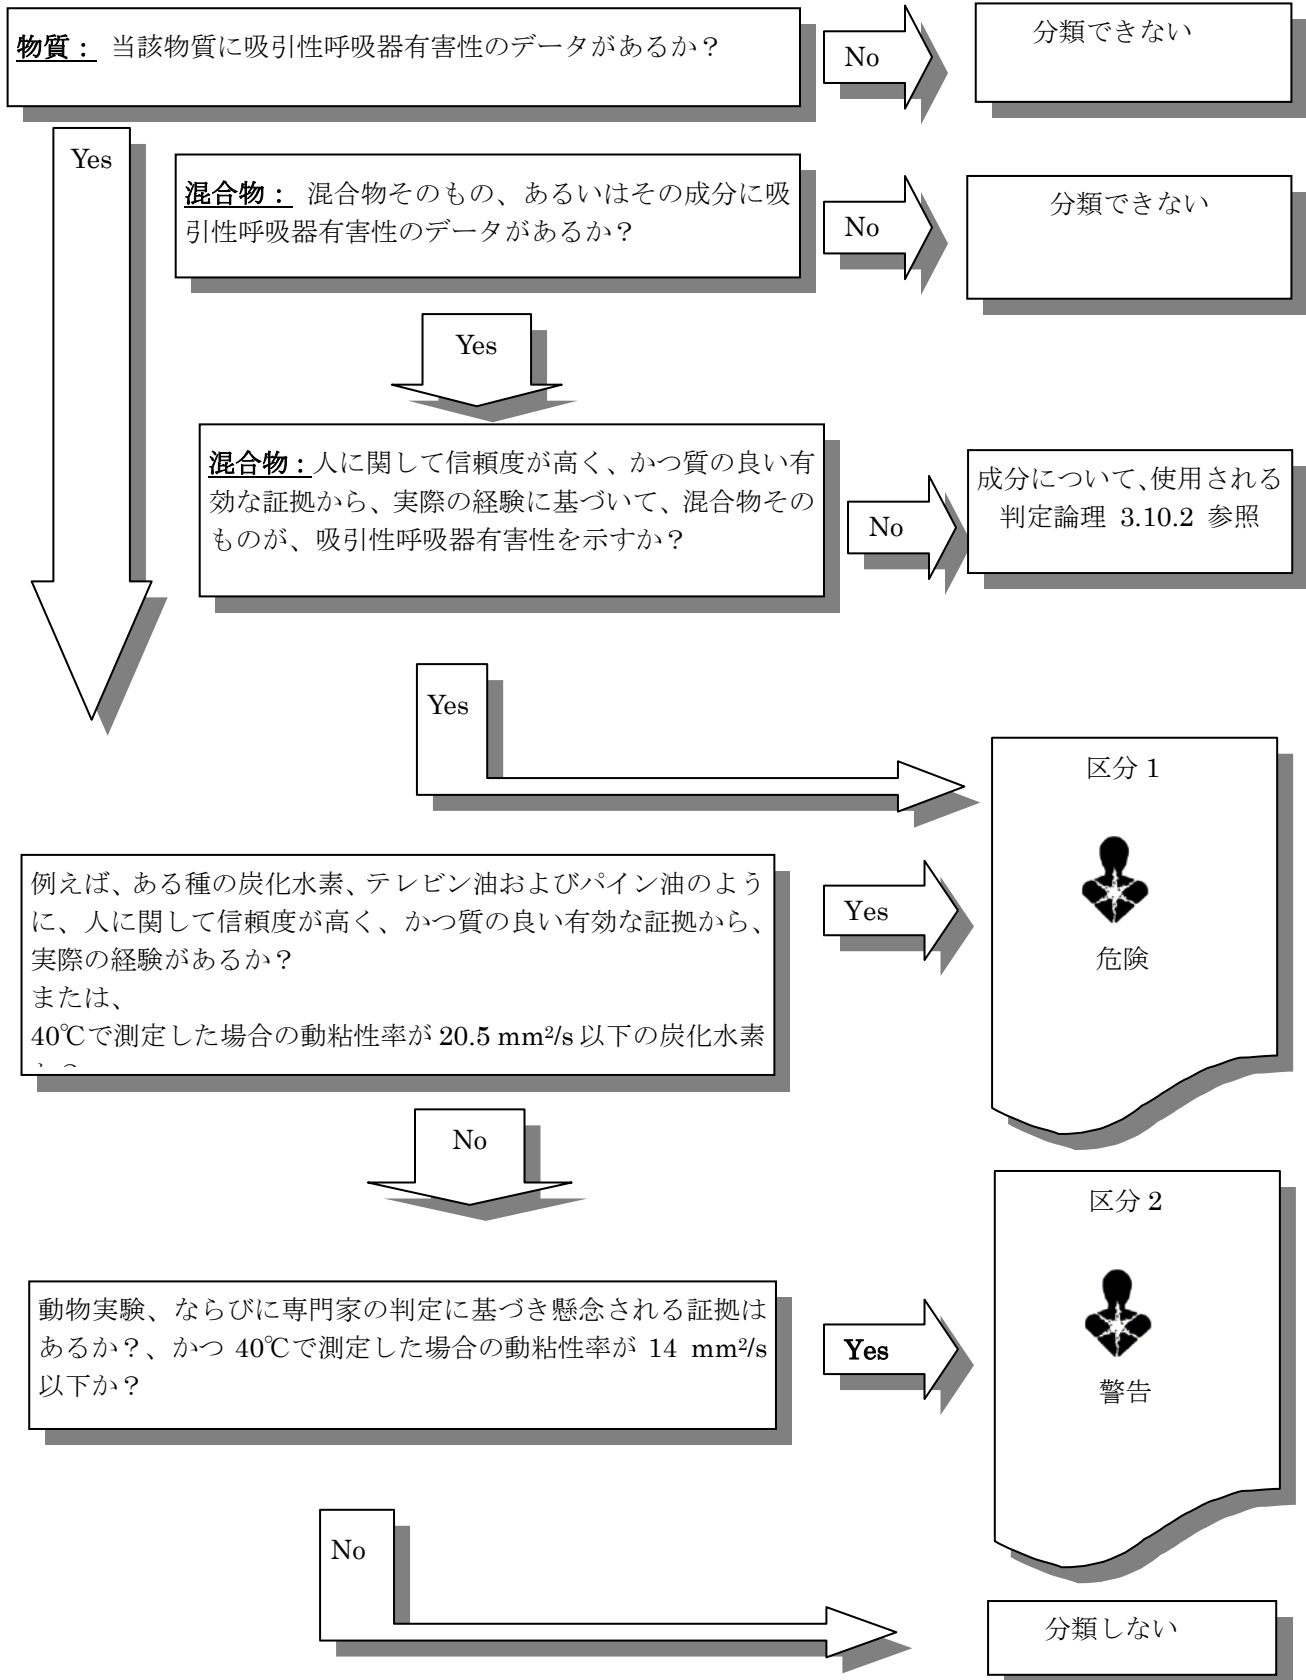 物質： 当該物質に吸引性呼吸器有害性のデータがあるか？
No
分類できない
Yes
混合物： 混合物そのもの、あるいはその成分に吸
引性呼吸器有害性のデータがあるか？
No
分類できない
Yes
混合物：人に関して信頼度が高く、かつ質の良い有
効な証拠から、実際の経験に基づいて、混合物その
ものが、吸引性呼吸器有害性を示すか？
No
成分について、使用される
判定論理 3.10.2 参照
Yes
区分 1
危険
例えば、ある種の炭化水素、テレビン油およびパイン油のよう
に、人に関して信頼度が高く、かつ質の良い有効な証拠から、
実際の経験があるか？
または、
40℃で測定した場合の動粘性率が 20.5 mm²/s 以下の炭化水素
Yes
No
区分 2
警告
動物実験、ならびに専門家の判定に基づき懸念される証拠は
あるか？、かつ 40℃で測定した場合の動粘性率が 14 mm²/s
以下か？
Yes
No
分類しない